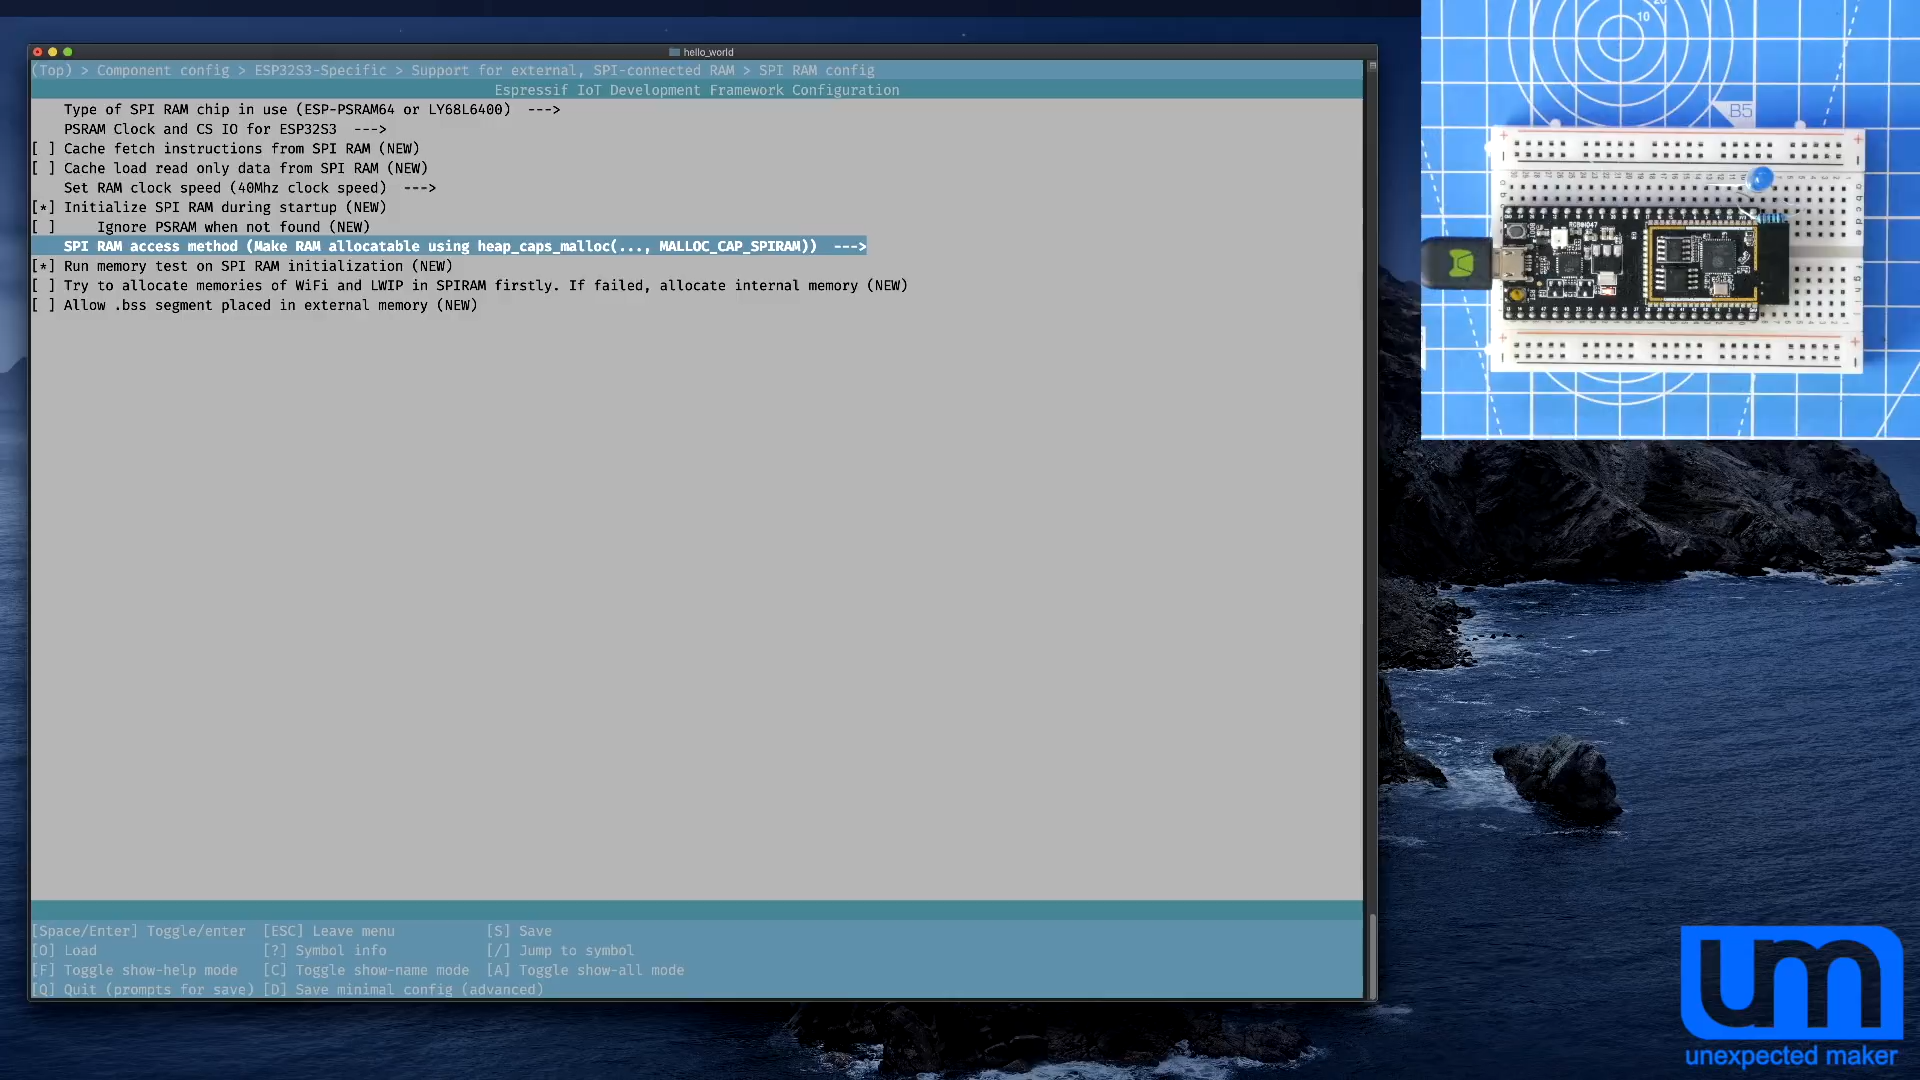 hello_world
(Top) > Component config > ESP32S3-Specific > Support for external, SPI-connected RAM > SPI RAM config
Espressif IoT Development Framework Configuration
Type of SPI RAM chip in use (ESP-PSRAM64 or LY68L6400)  --->
PSRAM Clock and CS IO for ESP32S3  --->
[ ] Cache fetch instructions from SPI RAM (NEW)
[ ] Cache load read only data from SPI RAM (NEW)
Set RAM clock speed (40Mhz clock speed)  --->
[*] Initialize SPI RAM during startup (NEW)
[ ]     Ignore PSRAM when not found (NEW)
SPI RAM access method (Make RAM allocatable using heap_caps_malloc(..., MALLOC_CAP_SPIRAM))  --->
[*] Run memory test on SPI RAM initialization (NEW)
[ ] Try to allocate memories of WiFi and LWIP in SPIRAM firstly. If failed, allocate internal memory (NEW)
[ ] Allow .bss segment placed in external memory (NEW)
[Space/Enter] Toggle/enter  [ESC] Leave menu           [S] Save
[O] Load                    [?] Symbol info            [/] Jump to symbol
[F] Toggle show-help mode   [C] Toggle show-name mode  [A] Toggle show-all mode
[Q] Quit (prompts for save) [D] Save minimal config (advanced)
10
B5
um
unexpected maker